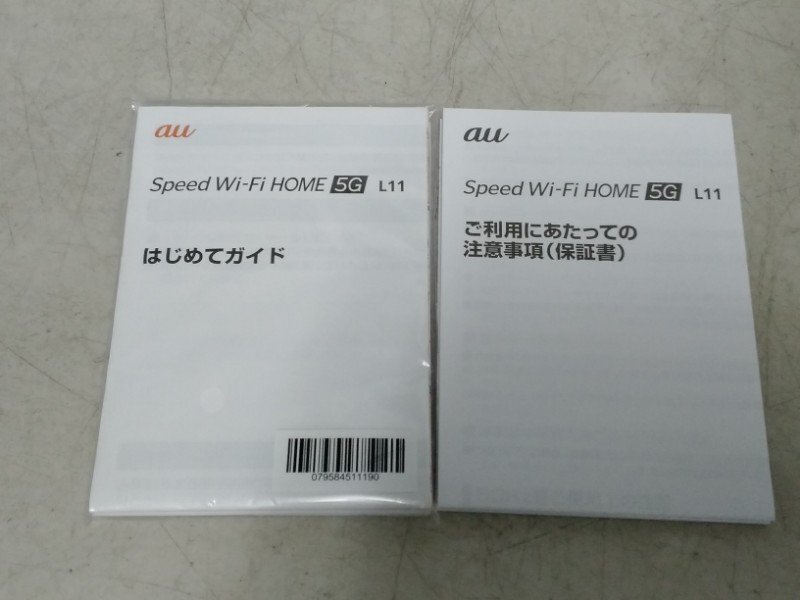 au
Speed Wi-Fi HOME 5G L11
はじめてガイド
079584511190
au
Speed Wi-Fi HOME 5G L11
ご利用にあたっての
注意事項(保証書)